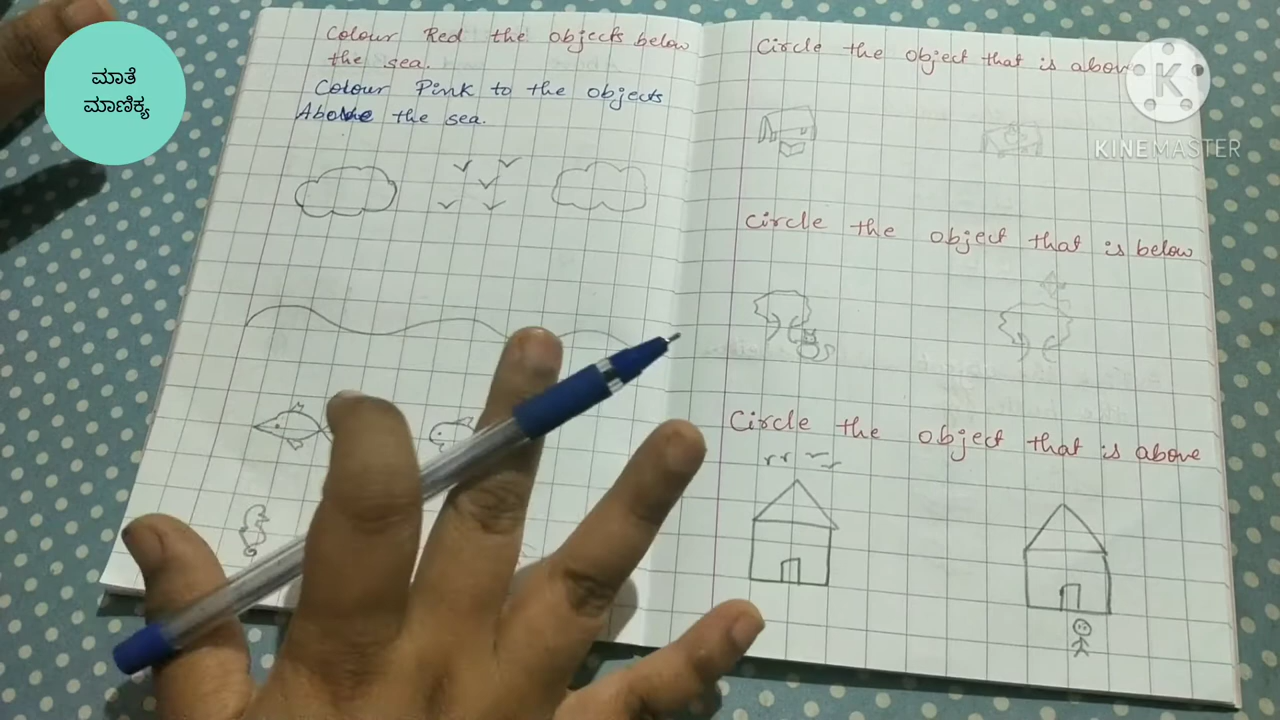 ಮಾತೆ
ಮಾಣಿಕ್ಯ
Colour Red the objects below
the sea.
Colour Pink to the objects
Above the sea.
Circle the object that is above
KINEMASTER
Circle the object that is below
Circle the object that is above